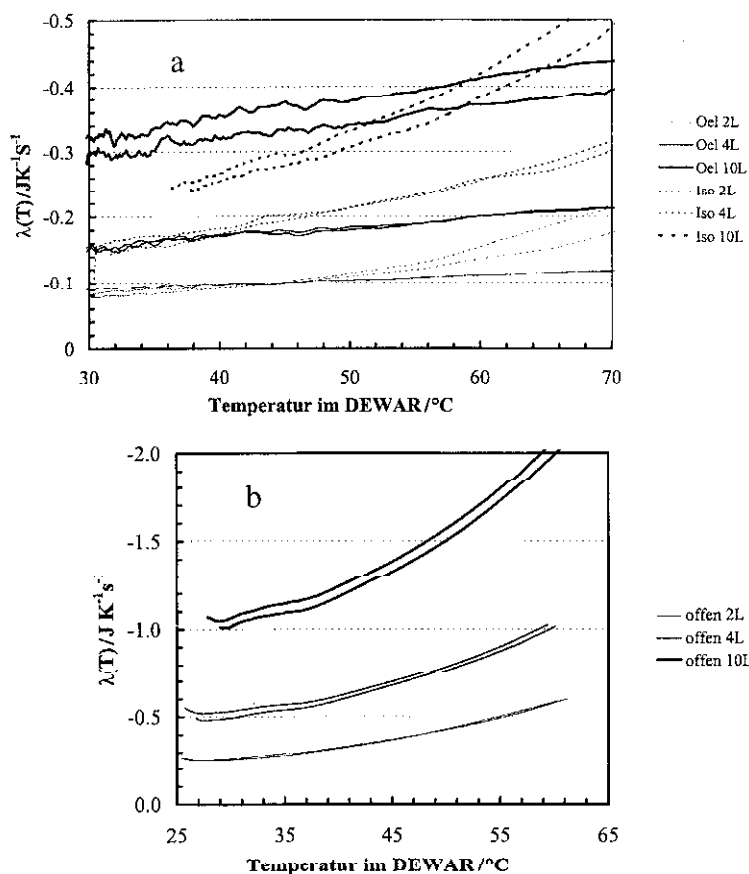 -0.5
-0.4
-0.3
-0.2
-0.1
0
a
λ(T)/JK⁻¹S⁻¹
30 40 50 60 70
Temperatur im DEWAR/°C
Oel 2L
Oel 4L
Oel 10L
Iso 2L
Iso 4L
Iso 10L
-2.0
-1.5
-1.0
-0.5
0.0
b
λ(T)/J K⁻¹s⁻
25 35 45 55 65
Temperatur im DEWAR/°C
offen 2L
offen 4L
offen 10L